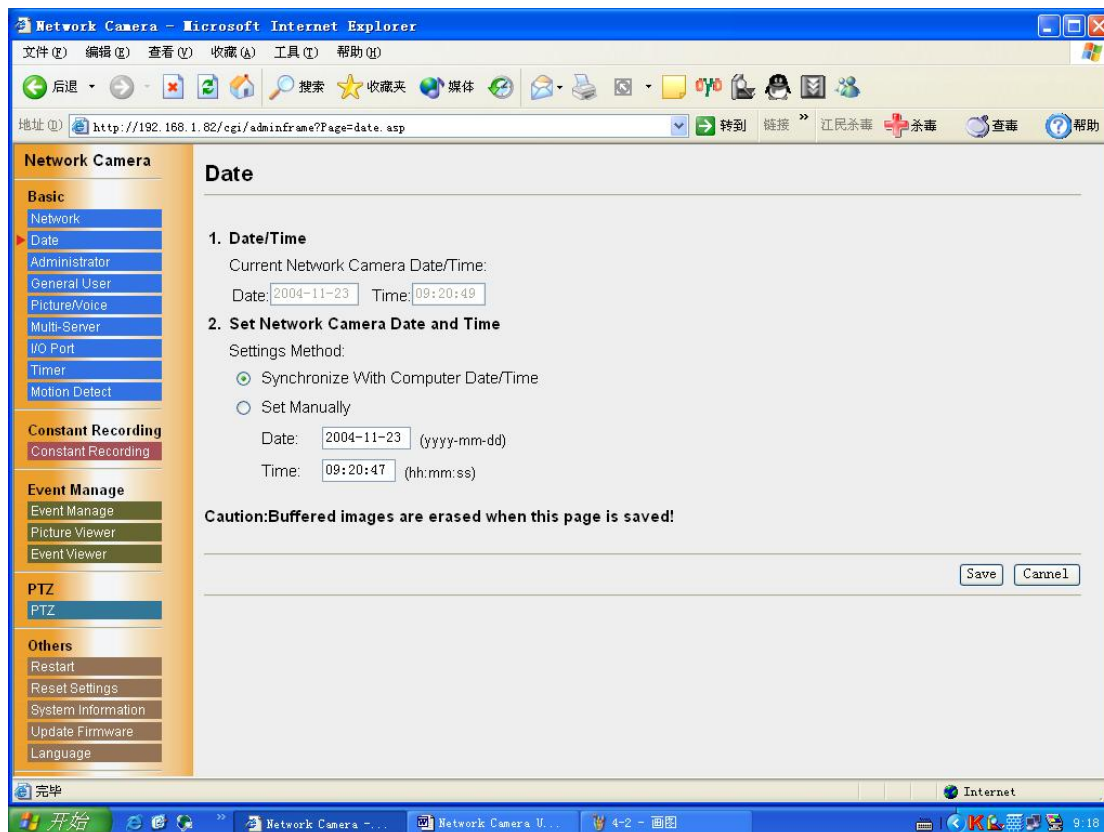 Network Camera - Microsoft Internet Explorer
文件(F) 编辑(E) 查看(V) 收藏(A) 工具(T) 帮助(H)
后退 搜索 收藏夹 媒体
地址(D) http://192.168.1.82/cgi/adminframe?Page=date.asp 转到 链接 » 江民杀毒 杀毒 查毒 帮助
Network Camera
Basic
Network
Date
Administrator
General User
Picture/Voice
Multi-Server
I/O Port
Timer
Motion Detect
Constant Recording
Constant Recording
Event Manage
Event Manage
Picture Viewer
Event Viewer
PTZ
PTZ
Others
Restart
Reset Settings
System Information
Update Firmware
Language
Date
1. Date/Time
Current Network Camera Date/Time:
Date: 2004-11-23 Time: 09:20:49
2. Set Network Camera Date and Time
Settings Method:
Synchronize With Computer Date/Time
Set Manually
Date: 2004-11-23 (yyyy-mm-dd)
Time: 09:20:47 (hh:mm:ss)
Caution:Buffered images are erased when this page is saved!
Save Cannel
完毕 Internet
开始 » Network Camera -... Network Camera U... 4-2 - 画图 9:18